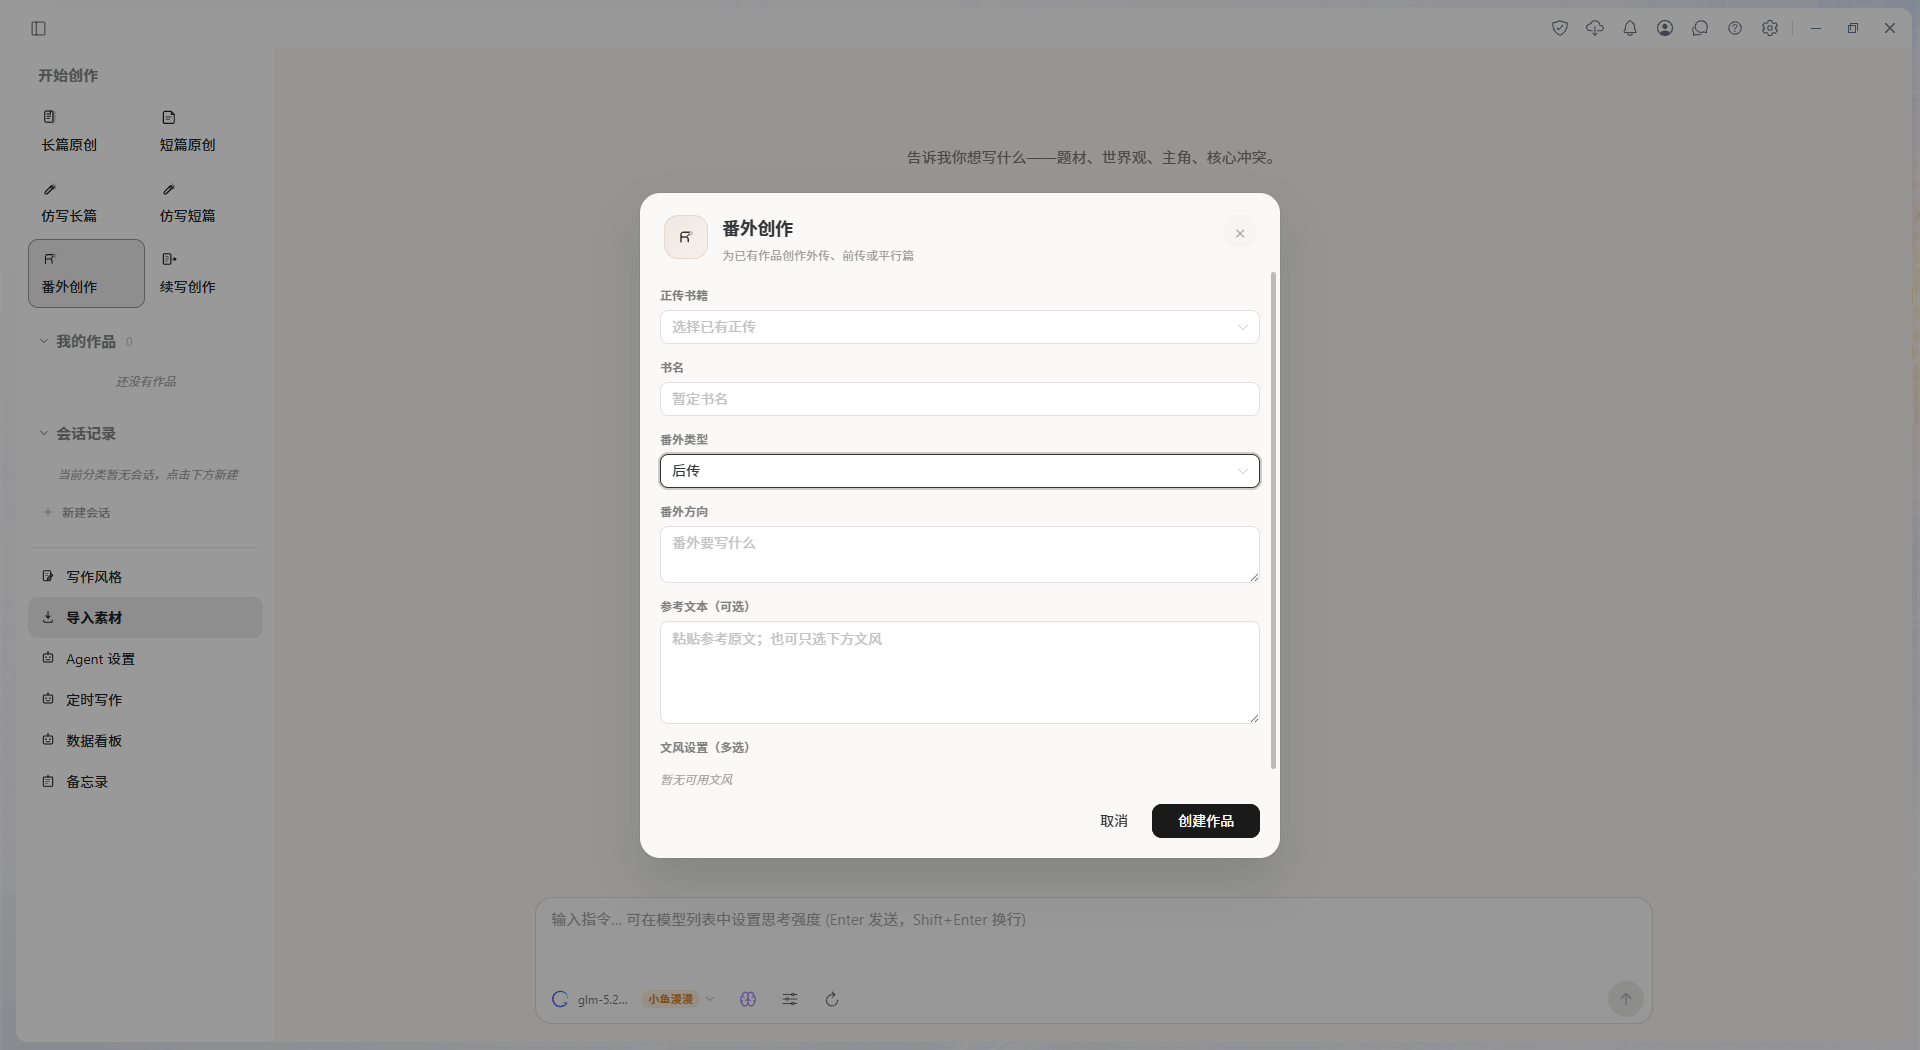 开始创作
长篇原创
短篇原创
仿写长篇
仿写短篇
番外创作
续写创作
我的作品 0
还没有作品
会话记录
当前分类暂无会话，点击下方新建
+ 新建会话
写作风格
导入素材
Agent 设置
定时写作
数据看板
备忘录
告诉我你想写什么——题材、世界观、主角、核心冲突。
番外创作
为已有作品创作外传、前传或平行篇
正传书籍
选择已有正传
书名
暂定书名
番外类型
后传
番外方向
番外要写什么
参考文本（可选）
粘贴参考原文；也可只选下方文风
文风设置（多选）
暂无可用文风
取消
创建作品
输入指令... 可在模型列表中设置思考强度 (Enter 发送，Shift+Enter 换行)
glm-5.2...
小鱼漫漫